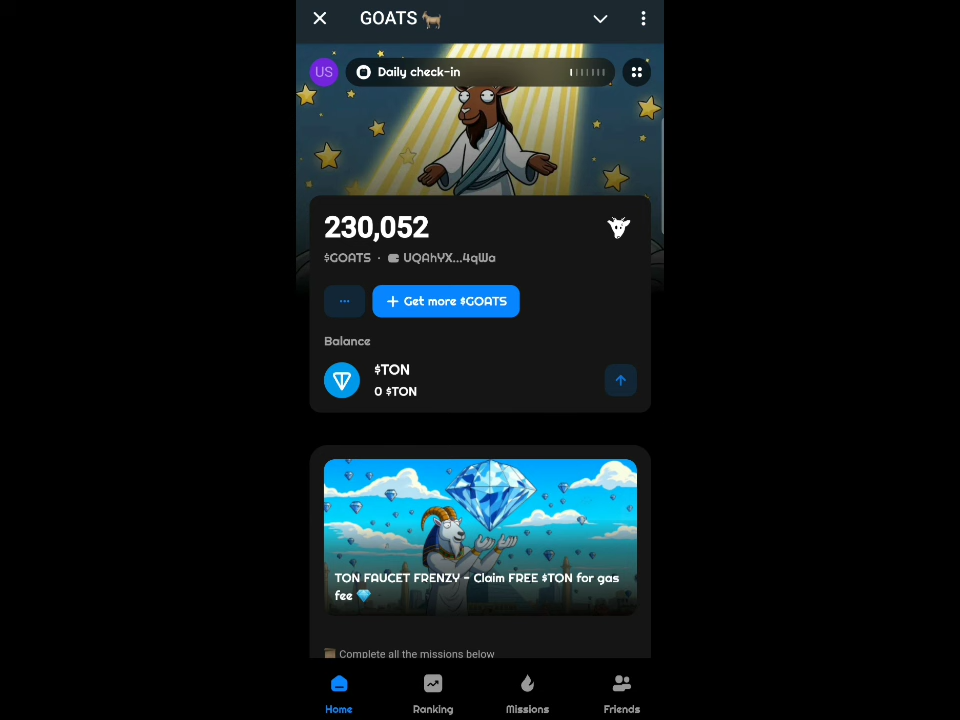 GOATS 🐐
US
Daily check-in
230,052
$GOATS · UQAhYX...4qWa
... + Get more $GOATS
Balance
$TON
0 $TON
TON FAUCET FRENZY - Claim FREE $TON for gas
fee 💎
Complete all the missions below
Home Ranking Missions Friends